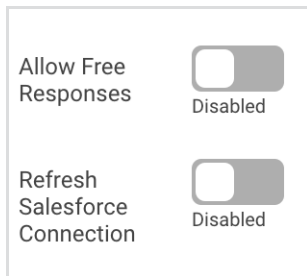 Allow Free
Responses
Disabled
Refresh
Salesforce
Connection
Disabled